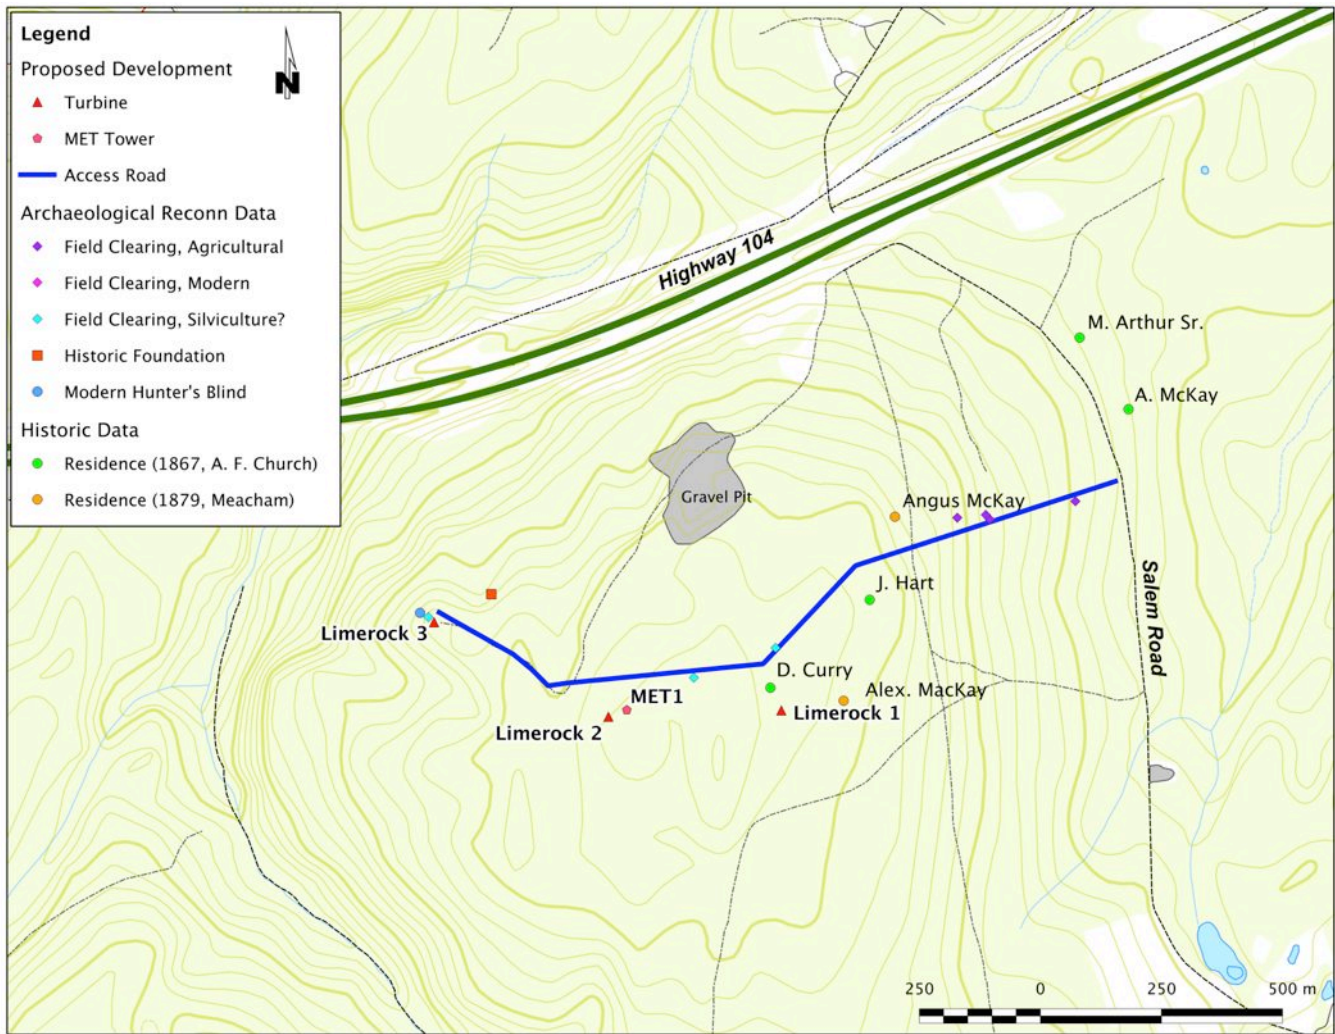 Legend
N
Proposed Development
Turbine
MET Tower
Access Road
Archaeological Reconn Data
Field Clearing, Agricultural
Field Clearing, Modern
Field Clearing, Silviculture?
Historic Foundation
Modern Hunter's Blind
Historic Data
Residence (1867, A. F. Church)
Residence (1879, Meacham)
Highway 104
M. Arthur Sr.
A. McKay
Gravel Pit
Angus McKay
J. Hart
Salem Road
Limerock 3
D. Curry
Alex. MacKay
MET1
Limerock 1
Limerock 2
250 0 250 500 m